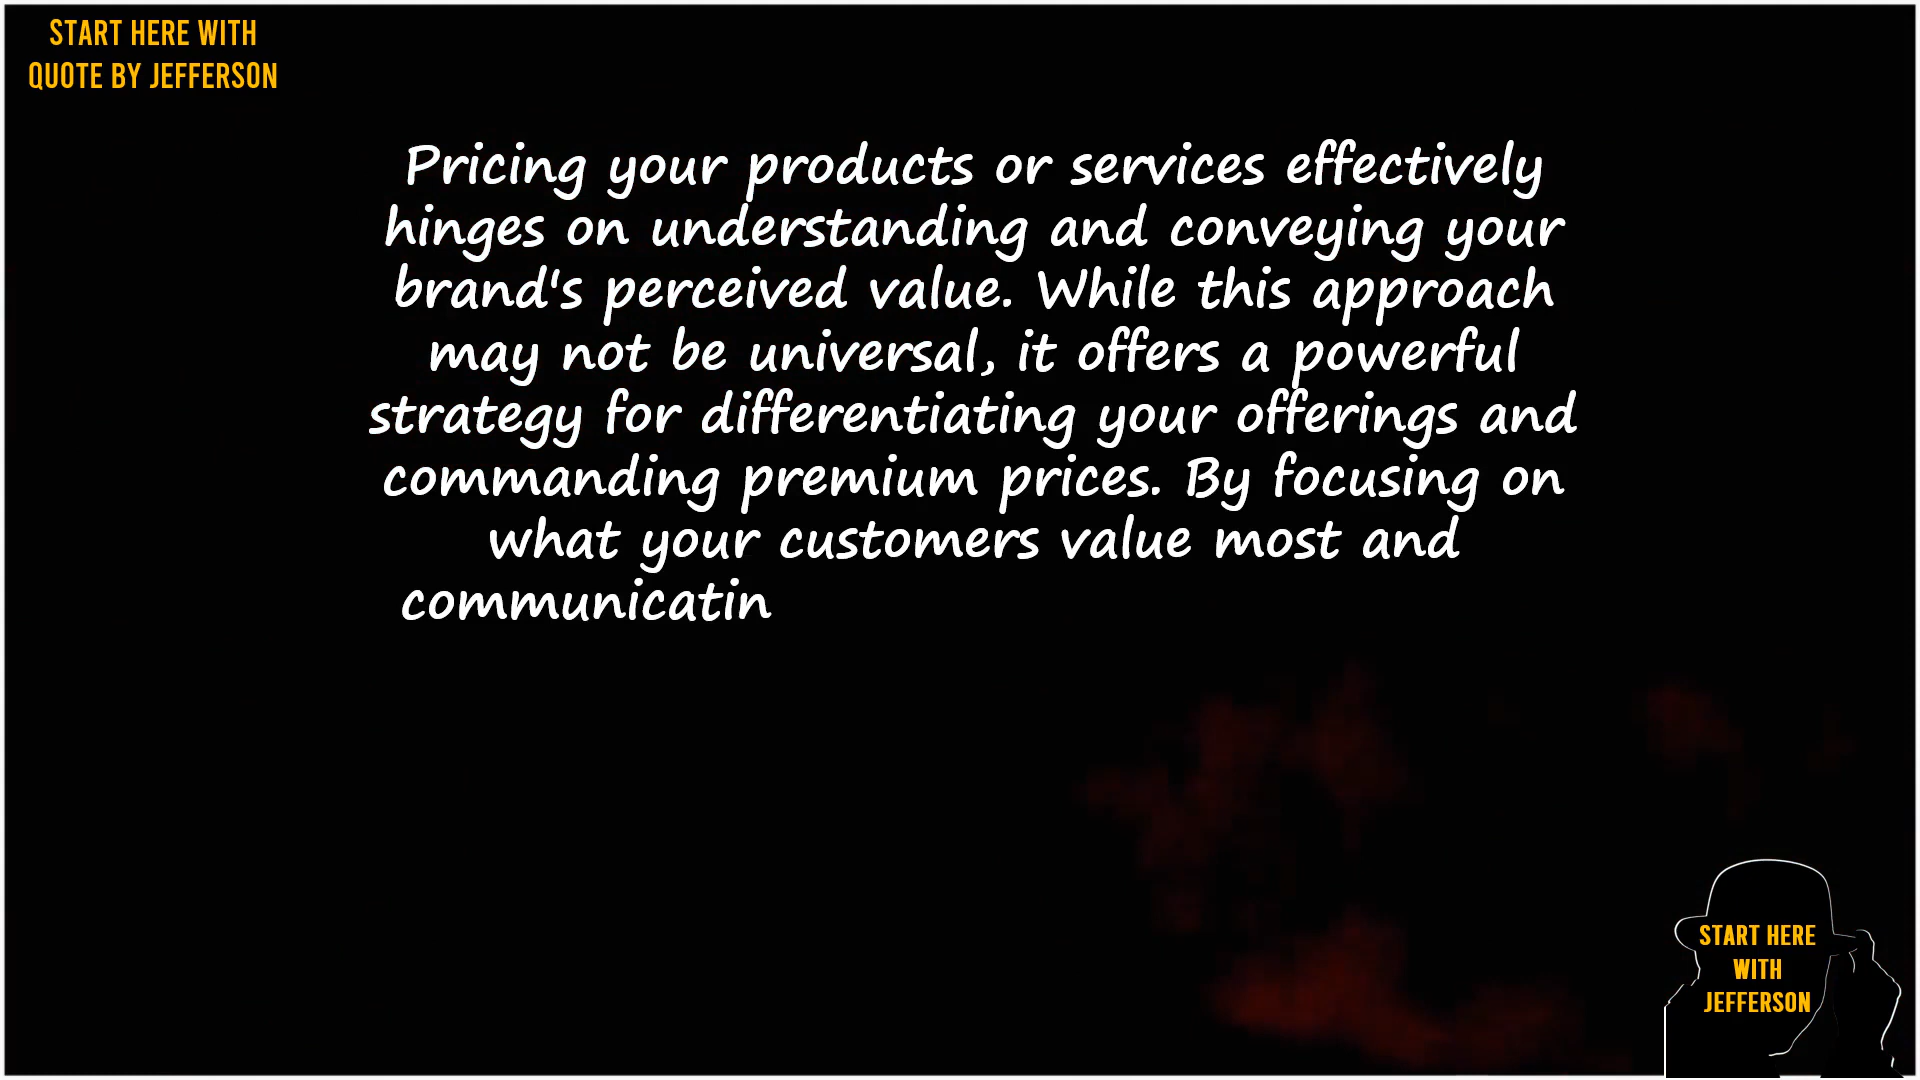 START HERE WITH
QUOTE BY JEFFERSON
Pricing your products or services effectively
hinges on understanding and conveying your
brand's perceived value. While this approach
may not be universal, it offers a powerful
strategy for differentiating your offerings and
commanding premium prices. By focusing on
what your customers value most and
communicatin
START HERE
WITH
JEFFERSON